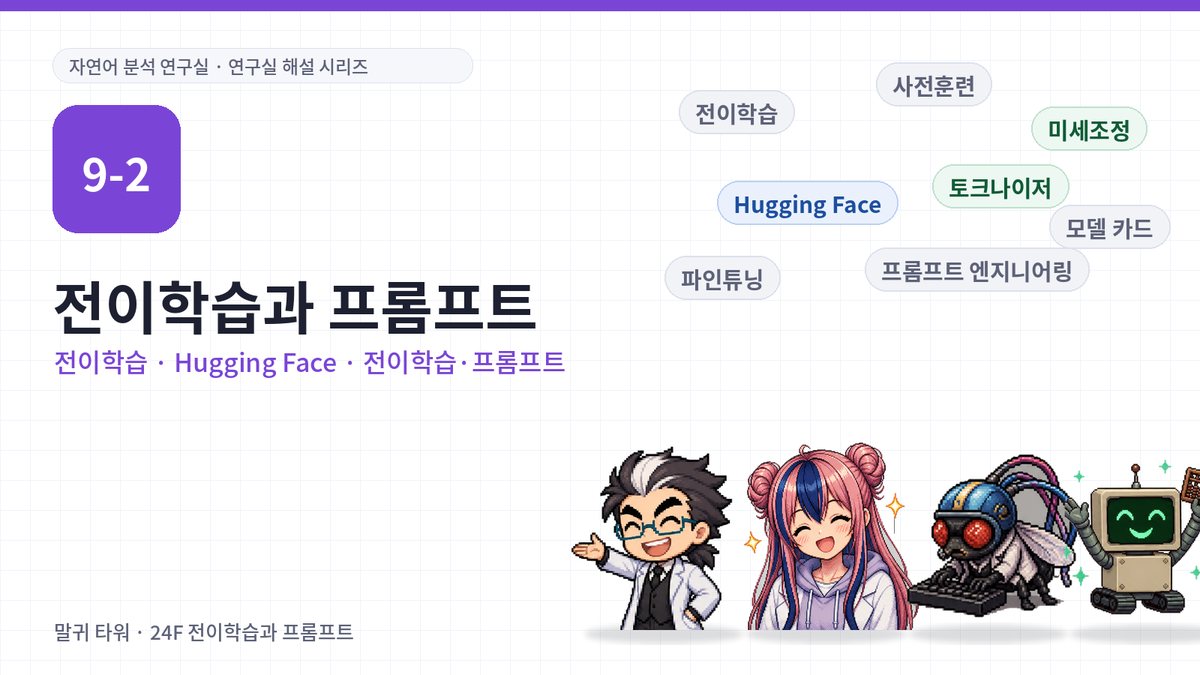 자연어 분석 연구실 · 연구실 해설 시리즈
9-2
전이학습과 프롬프트
전이학습 · Hugging Face · 전이학습·프롬프트
사전훈련
전이학습
미세조정
토크나이저
Hugging Face
모델 카드
프롬프트 엔지니어링
파인튜닝
말귀 타워 · 24F 전이학습과 프롬프트